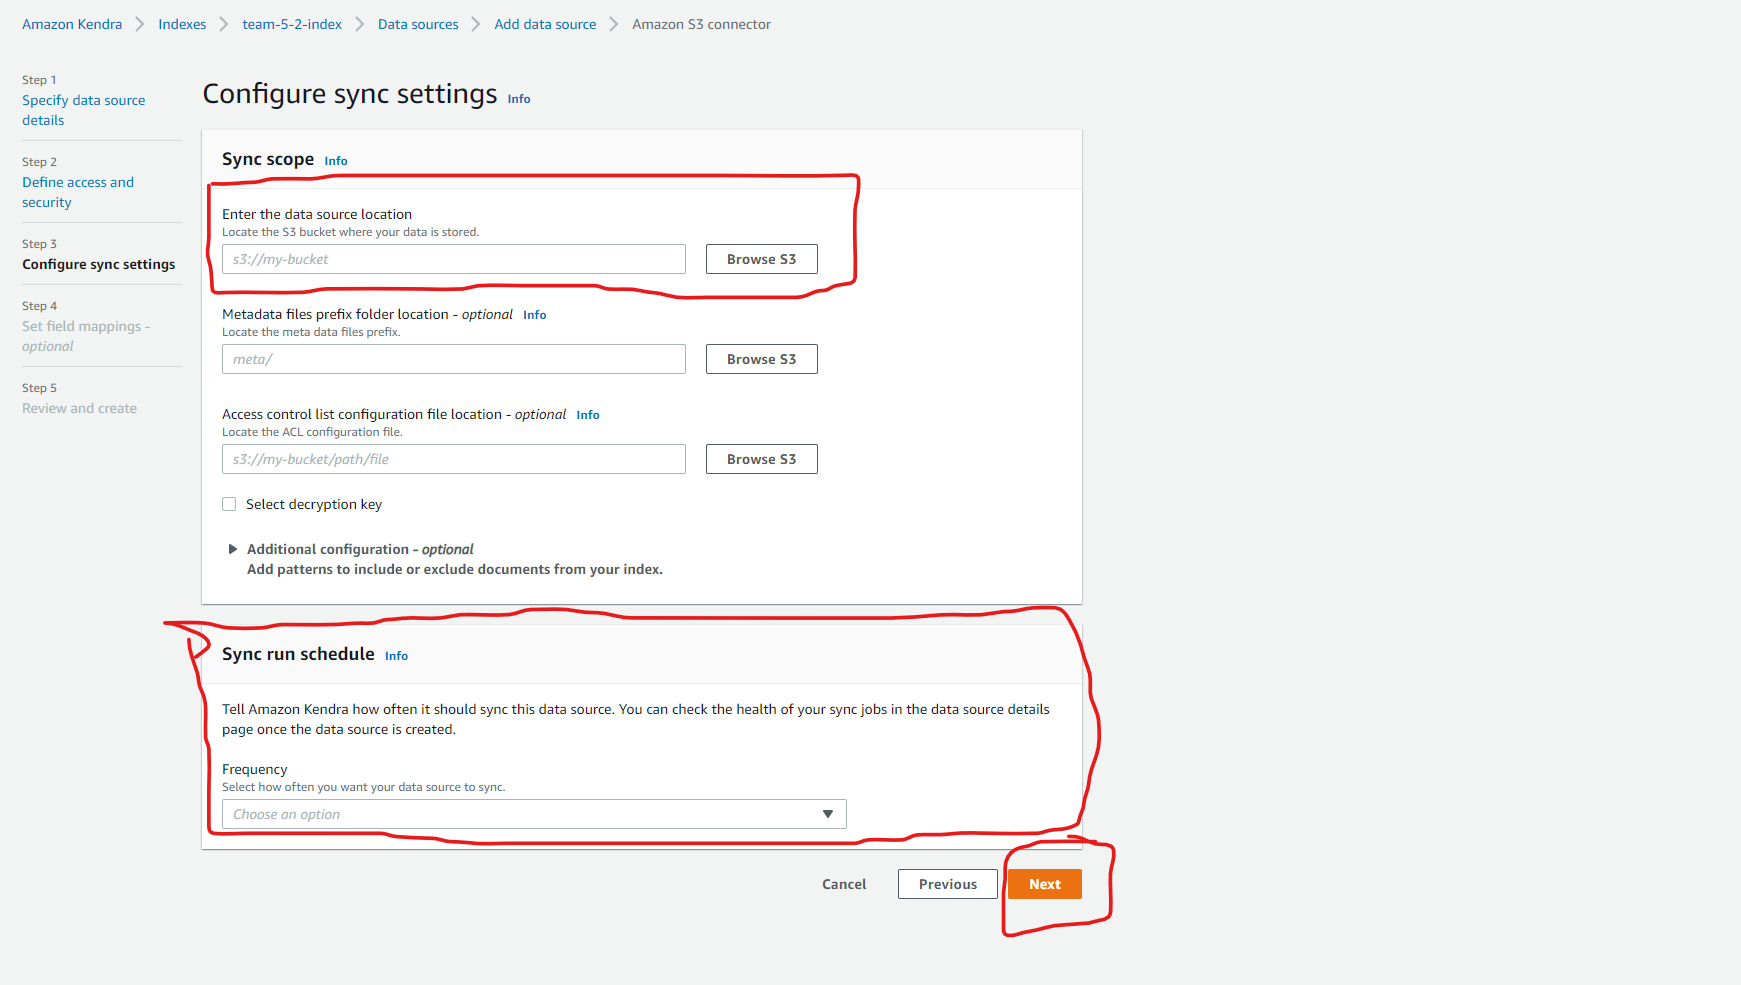 Amazon Kendra > Indexes > team-5-2-index > Data sources > Add data source > Amazon S3 connector
Step 1
Specify data source
details
Step 2
Define access and
security
Step 3
Configure sync settings
Step 4
Set field mappings -
optional
Step 5
Review and create
Configure sync settings Info
Sync scope Info
Enter the data source location
Locate the S3 bucket where your data is stored.
s3://my-bucket Browse S3
Metadata files prefix folder location - optional Info
Locate the meta data files prefix.
meta/ Browse S3
Access control list configuration file location - optional Info
Locate the ACL configuration file.
s3://my-bucket/path/file Browse S3
Select decryption key
Additional configuration - optional
Add patterns to include or exclude documents from your index.
Sync run schedule Info
Tell Amazon Kendra how often it should sync this data source. You can check the health of your sync jobs in the data source details
page once the data source is created.
Frequency
Select how often you want your data source to sync.
Choose an option
Cancel Previous Next